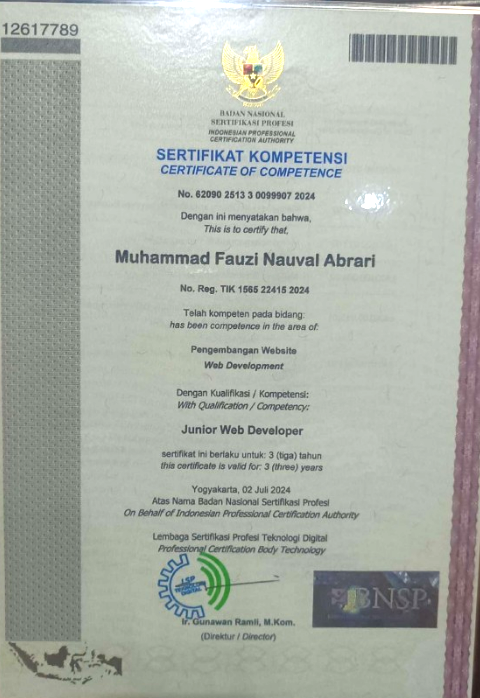 12617789
BADAN NASIONAL
SERTIFIKASI PROFESI
INDONESIAN PROFESSIONAL
CERTIFICATION AUTHORITY
SERTIFIKAT KOMPETENSI
CERTIFICATE OF COMPETENCE
No. 62090 2513 3 0099907 2024
Dengan ini menyatakan bahwa,
This is to certify that,
Muhammad Fauzi Nauval Abrari
No. Reg. TIK 1565 22415 2024
Telah kompeten pada bidang:
has been competence in the area of:
Pengembangan Website
Web Development
Dengan Kualifikasi / Kompetensi:
With Qualification / Competency:
Junior Web Developer
sertifikat ini berlaku untuk: 3 (tiga) tahun
this certificate is valid for: 3 (three) years
Yogyakarta, 02 Juli 2024
Atas Nama Badan Nasional Sertifikasi Profesi
On Behalf of Indonesian Professional Certification Authority
Lembaga Sertifikasi Profesi Teknologi Digital
Professional Certification Body Technology
LSP
TEKNOLOGI
DIGITAL
BNSP
Ir. Gunawan Ramli, M.Kom.
(Direktur / Director)